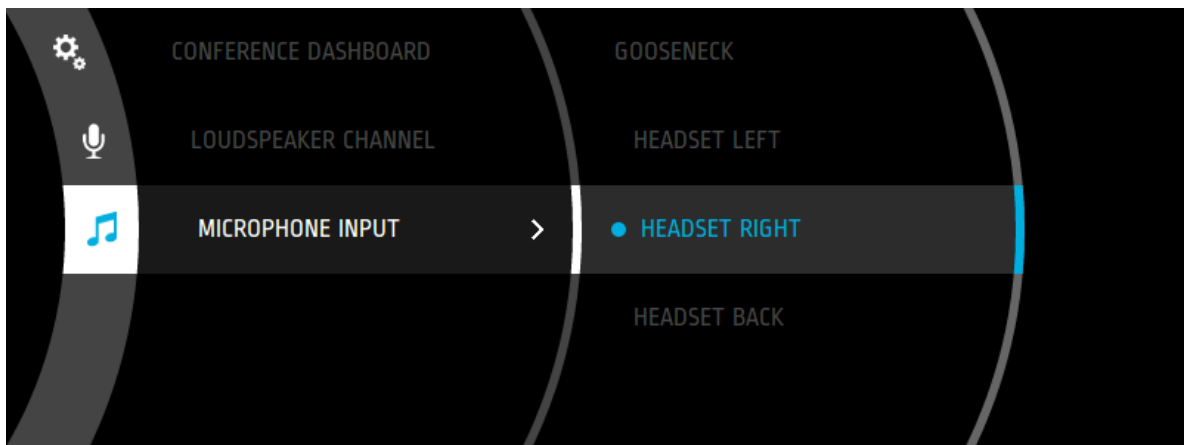 CONFERENCE DASHBOARD
LOUDSPEAKER CHANNEL
MICROPHONE INPUT
GOOSENECK
HEADSET LEFT
HEADSET RIGHT
HEADSET BACK